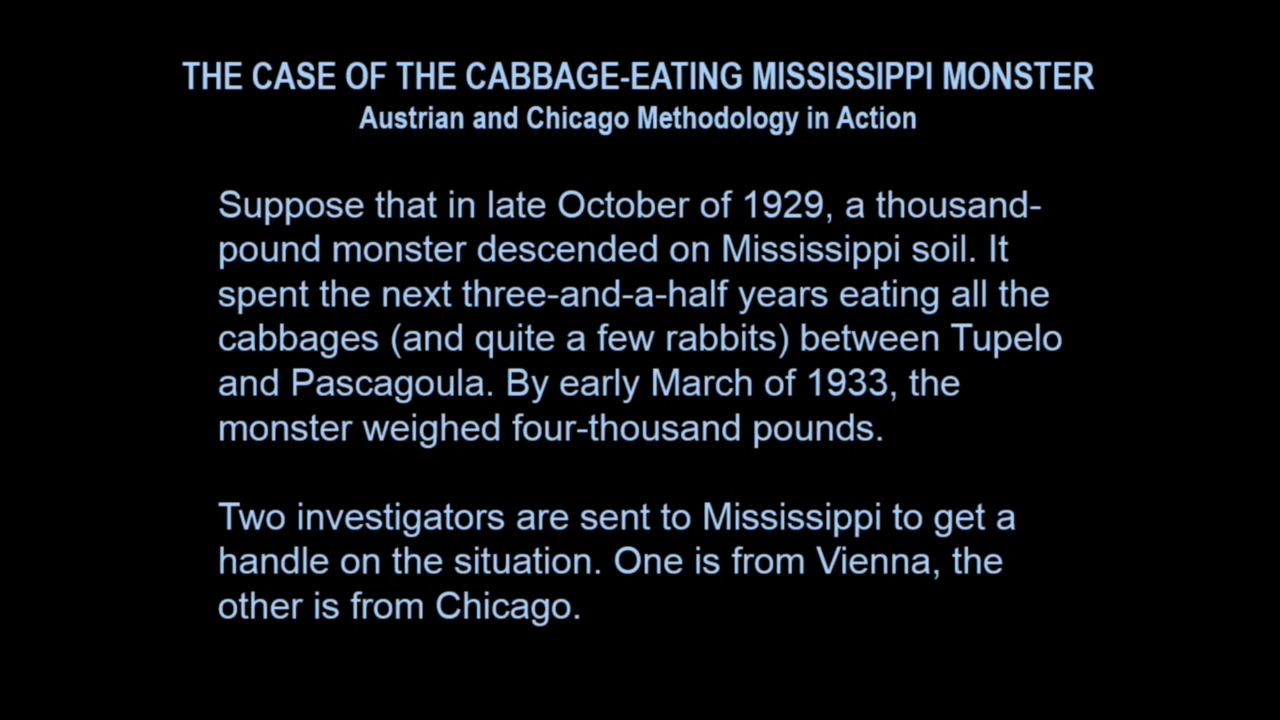 THE CASE OF THE CABBAGE-EATING MISSISSIPPI MONSTER
Austrian and Chicago Methodology in Action
Suppose that in late October of 1929, a thousand-
pound monster descended on Mississippi soil. It
spent the next three-and-a-half years eating all the
cabbages (and quite a few rabbits) between Tupelo
and Pascagoula. By early March of 1933, the
monster weighed four-thousand pounds.
Two investigators are sent to Mississippi to get a
handle on the situation. One is from Vienna, the
other is from Chicago.